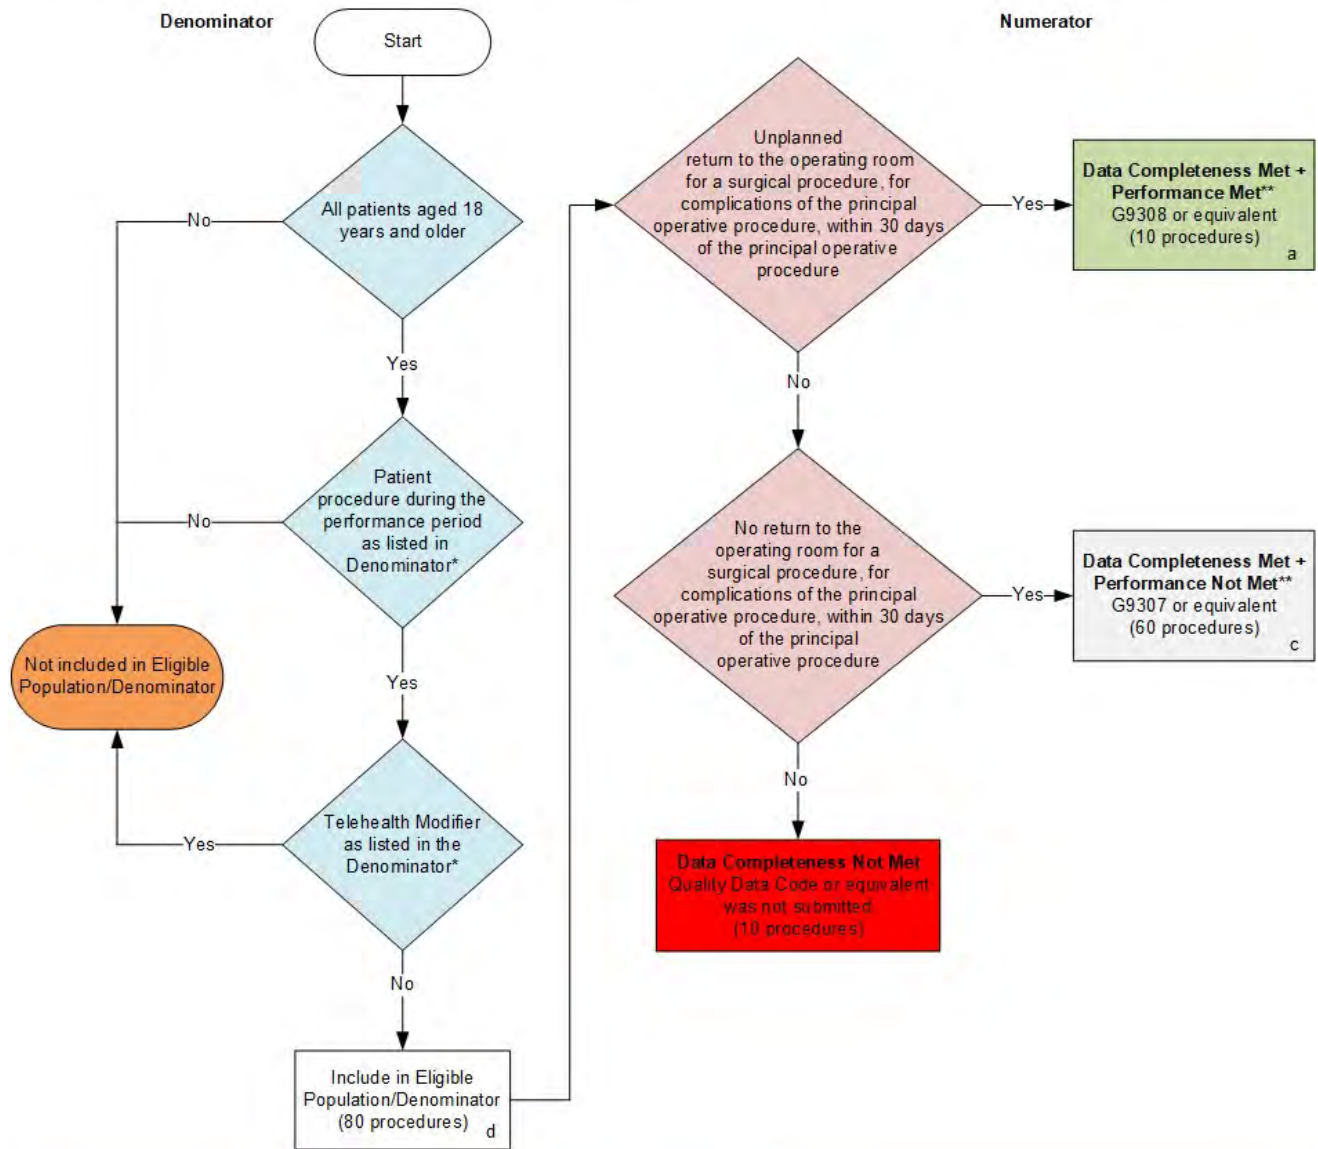 Denominator
Numerator
Start
All patients aged 18
years and older
No
Yes
Patient
procedure during the
performance period
as listed in
Denominator*
No
Yes
Not included in Eligible
Population/Denominator
Telehealth Modifier
as listed in the
Denominator*
Yes
No
Include in Eligible
Population/Denominator
(80 procedures)
d
Unplanned
return to the operating room
for a surgical procedure, for
complications of the principal
operative procedure, within 30 days
of the principal operative
procedure
Yes
Data Completeness Met +
Performance Met**
G9308 or equivalent
(10 procedures)
a
No
No return to the
operating room for a
surgical procedure, for
complications of the principal
operative procedure, within 30 days
of the principal
operative procedure
Yes
Data Completeness Met +
Performance Not Met**
G9307 or equivalent
(60 procedures)
c
No
Data Completeness Not Met
Quality Data Code or equivalent
was not submitted
(10 procedures)